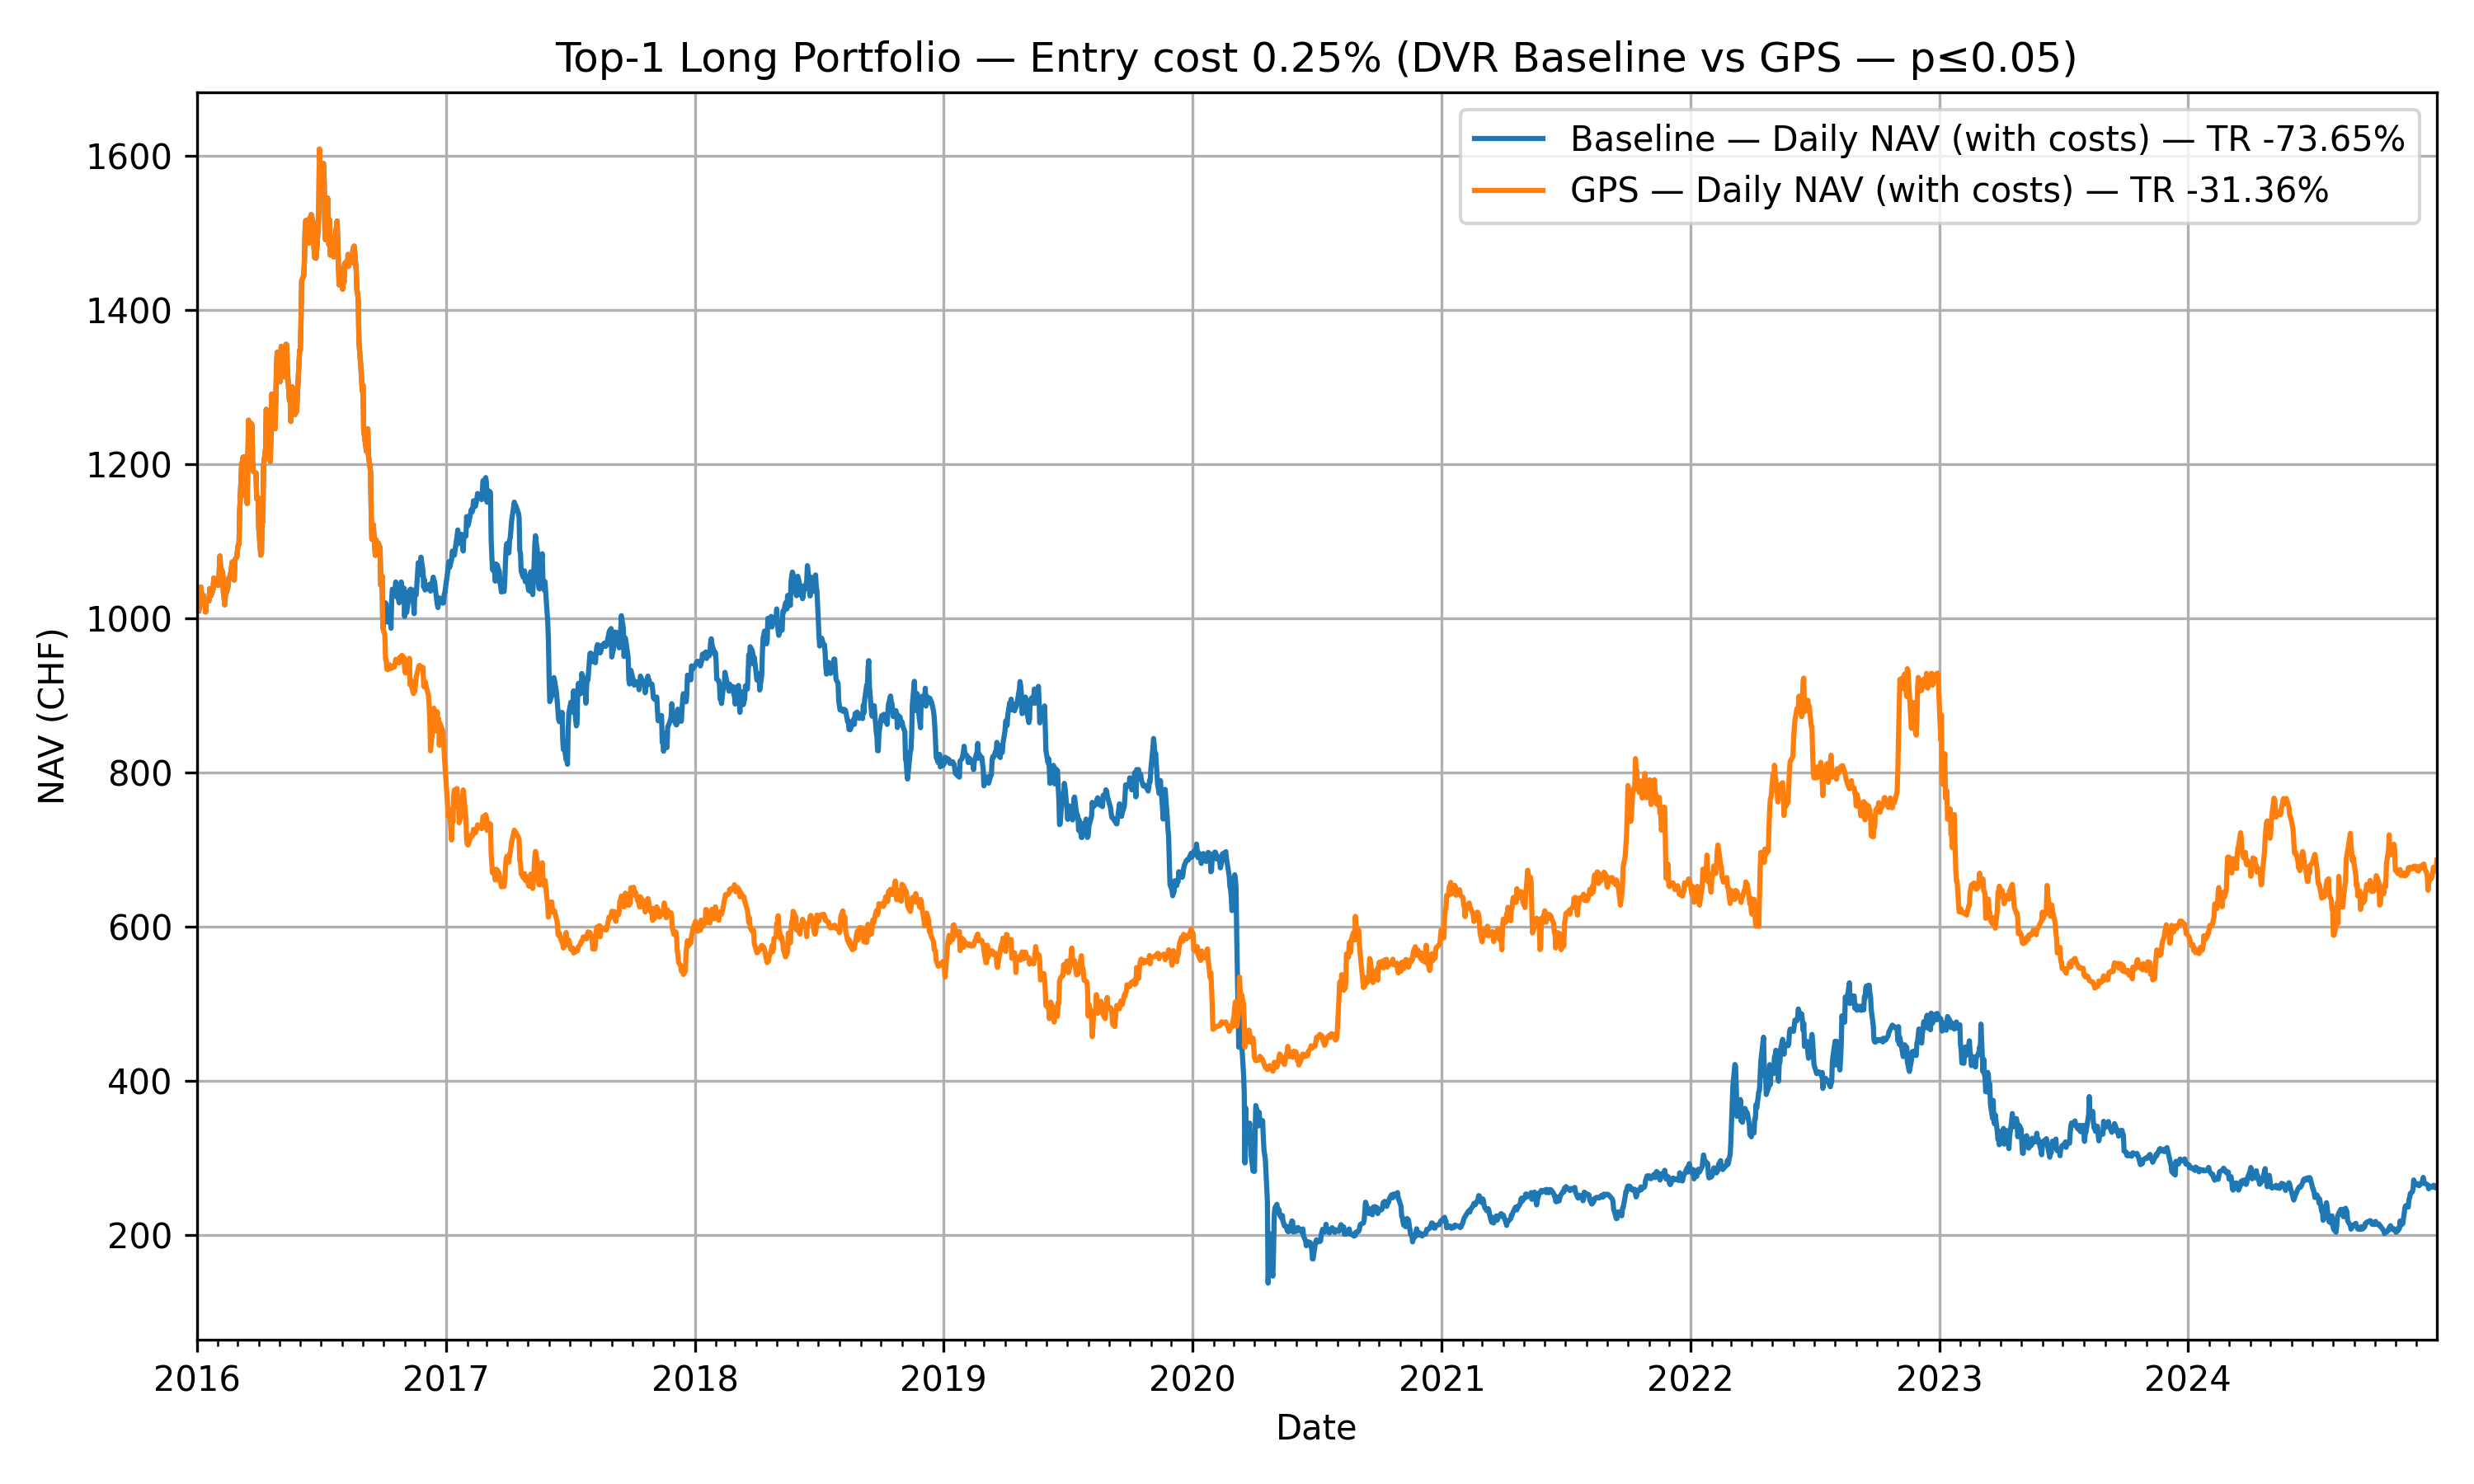 Top-1 Long Portfolio — Entry cost 0.25% (DVR Baseline vs GPS — p≤0.05)
Baseline — Daily NAV (with costs) — TR -73.65%
GPS — Daily NAV (with costs) — TR -31.36%
NAV (CHF)
1600
1400
1200
1000
800
600
400
200
2016 2017 2018 2019 2020 2021 2022 2023 2024
Date